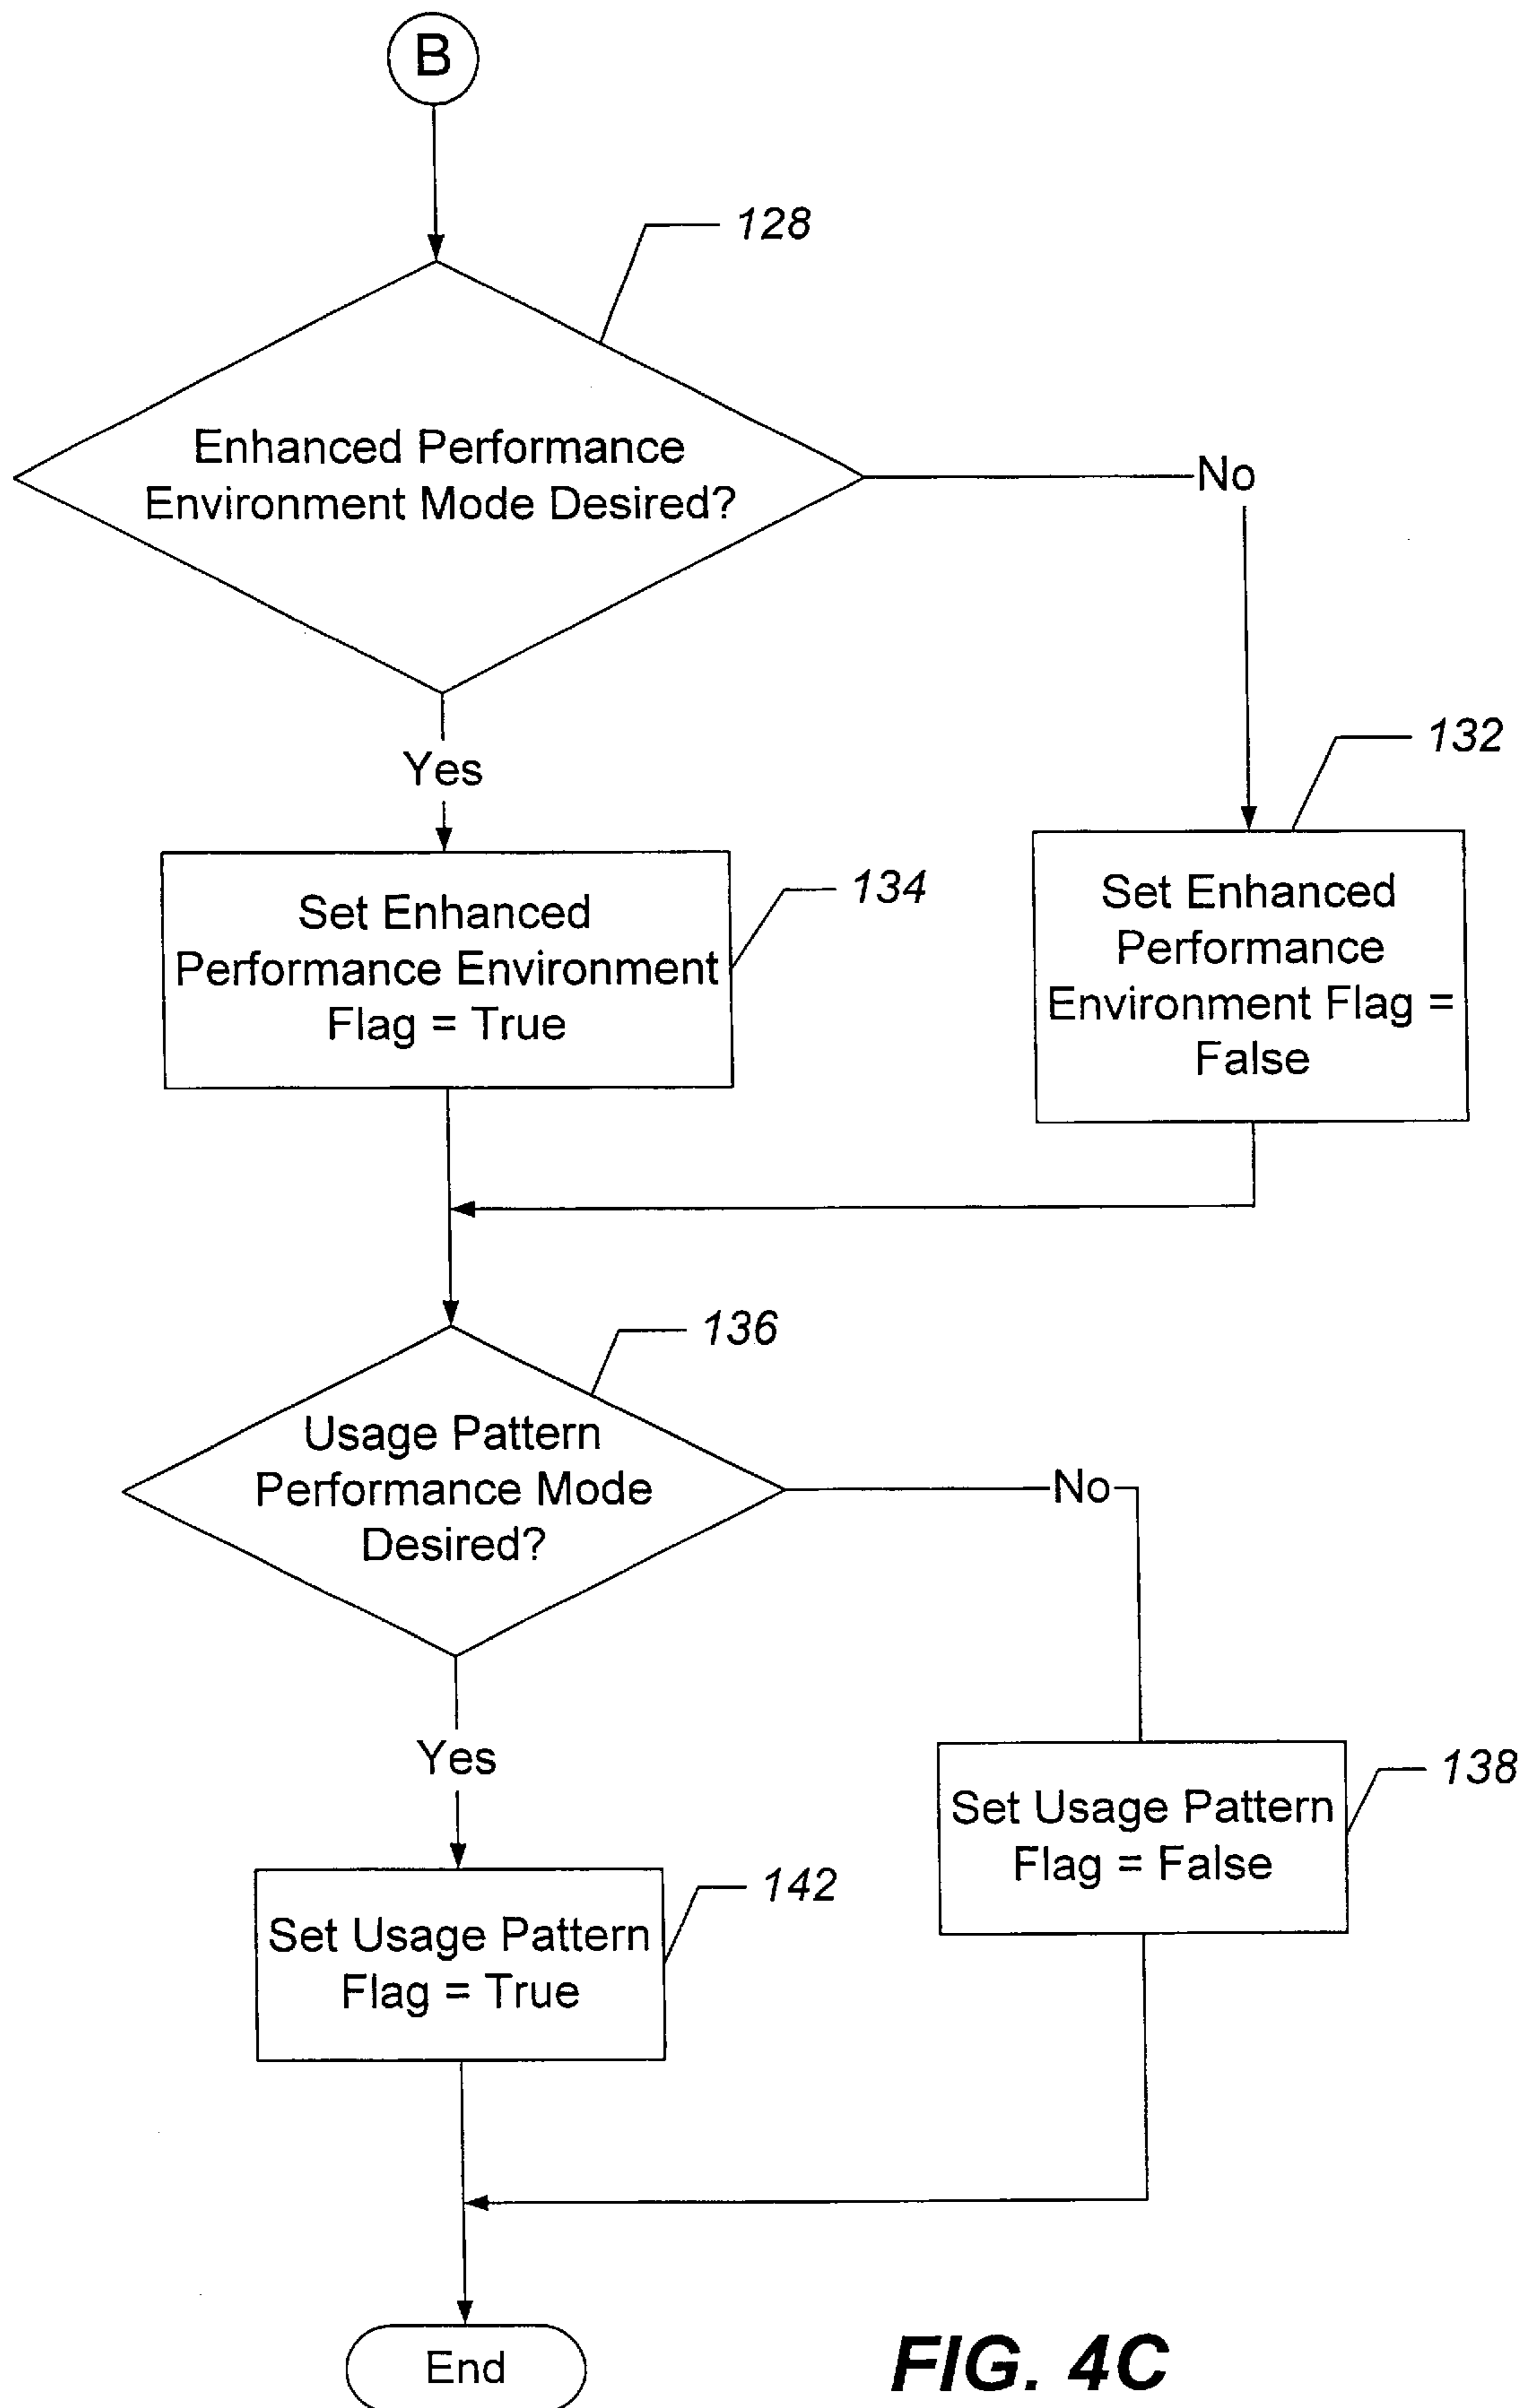 B
128
Enhanced Performance
Environment Mode Desired?
No
Yes
132
134
Set Enhanced
Performance Environment
Flag = True
Set Enhanced
Performance
Environment Flag =
False
136
Usage Pattern
Performance Mode
Desired?
No
Yes
138
Set Usage Pattern
Flag = False
142
Set Usage Pattern
Flag = True
End
FIG. 4C